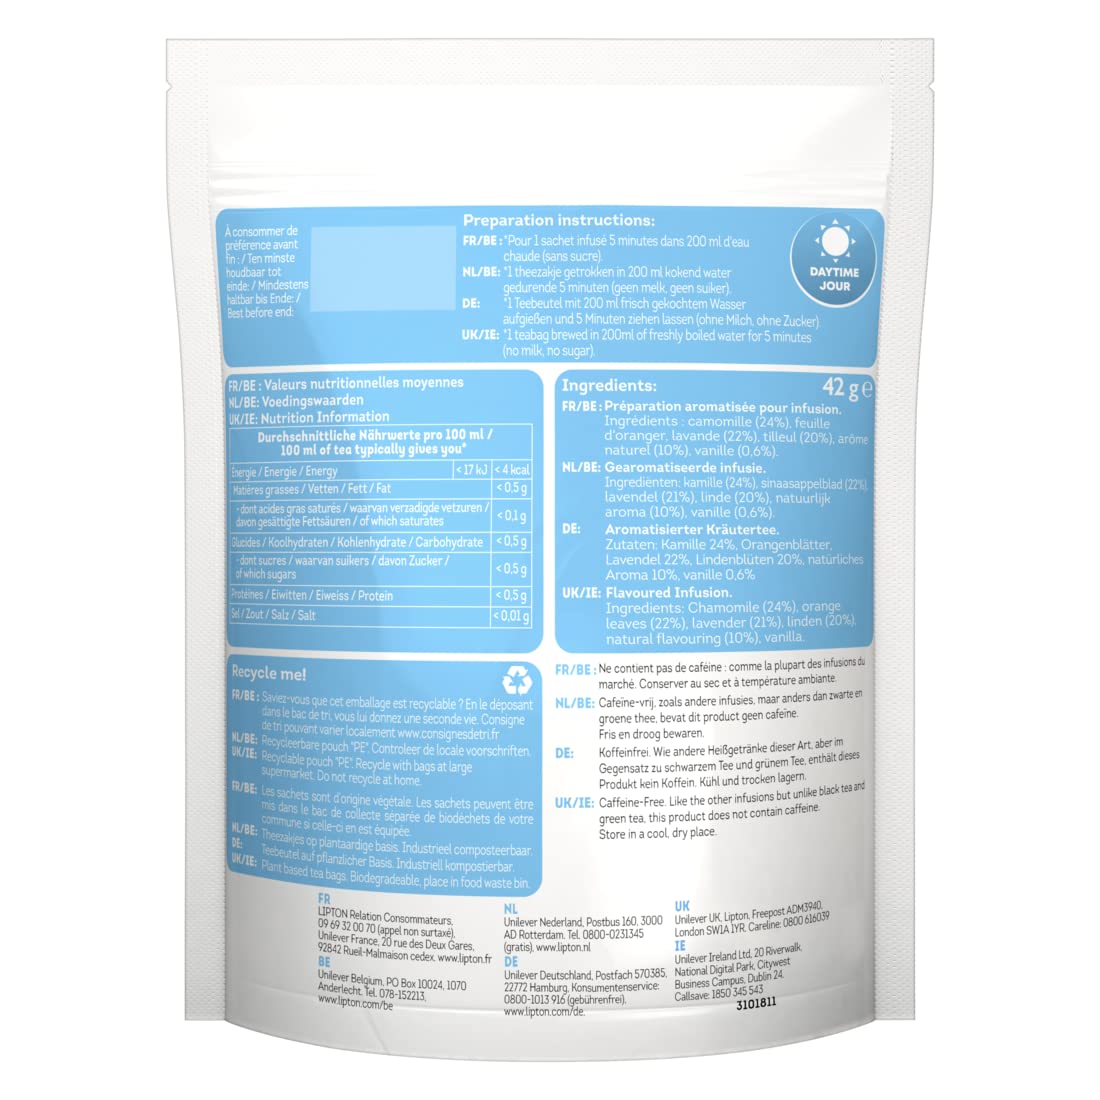 À consommer de
préférence avant
fin : / Ten minste
houdbaar tot
einde: / Mindestens
haltbar bis Ende: /
Best before end:
Preparation instructions:
FR/BE : *Pour 1 sachet infusé 5 minutes dans 200 ml d'eau
chaude (sans sucre).
NL/BE: *1 theezakje getrokken in 200 ml kokend water
gedurende 5 minuten (geen melk, geen suiker).
DE: *1 Teebeutel mit 200 ml frisch gekochtem Wasser
aufgießen und 5 Minuten ziehen lassen (ohne Milch, ohne Zucker).
UK/IE: *1 teabag brewed in 200ml of freshly boiled water for 5 minutes
(no milk, no sugar).
DAYTIME
JOUR
FR/BE : Valeurs nutritionnelles moyennes
NL/BE: Voedingswaarden
UK/IE: Nutrition Information
Durchschnittliche Nährwerte pro 100 ml /
100 ml of tea typically gives you*
Énergie / Energie / Energy < 17 kJ < 4 kcal
Matières grasses / Vetten / Fett / Fat < 0,5 g
- dont acides gras saturés / waarvan verzadigde vetzuren /
davon gesättigte Fettsäuren / of which saturates < 0,1 g
Glucides / Koolhydraten / Kohlenhydrate / Carbohydrate < 0,5 g
- dont sucres / waarvan suikers / davon Zucker /
of which sugars < 0,5 g
Protéines / Eiwitten / Eiweiss / Protein < 0,5 g
Sel / Zout / Salz / Salt < 0,01 g
Ingredients: 42 g e
FR/BE : Préparation aromatisée pour infusion.
Ingrédients : camomille (24%), feuille
d'oranger, lavande (22%), tilleul (20%), arôme
naturel (10%), vanille (0,6%).
NL/BE: Gearomatiseerde infusie.
Ingrediënten: kamille (24%), sinaasappelblad (22%),
lavendel (21%), linde (20%), natuurlijk
aroma (10%), vanille (0,6%).
DE: Aromatisierter Kräutertee.
Zutaten: Kamille 24%, Orangenblätter,
Lavendel 22%, Lindenblüten 20%, natürliches
Aroma 10%, vanille 0,6%
UK/IE: Flavoured Infusion.
Ingredients: Chamomile (24%), orange
leaves (22%), lavender (21%), linden (20%),
natural flavouring (10%), vanilla.
Recycle me!
FR/BE : Saviez-vous que cet emballage est recyclable ? En le déposant
dans le bac de tri, vous lui donnez une seconde vie. Consigne
de tri pouvant varier localement www.consignesdetri.fr
NL/BE: Recycleerbare pouch "PE". Controleer de locale voorschriften.
UK/IE: Recyclable pouch "PE". Recycle with bags at large
supermarket. Do not recycle at home.
FR/BE: Les sachets sont d'origine végétale. Les sachets peuvent être
mis dans le bac de collecte séparée de biodéchets de votre
commune si celle-ci en est équipée.
NL/BE: Theezakjes op plantaardige basis. Industrieel composteerbaar.
DE: Teebeutel auf pflanzlicher Basis. Industriell kompostierbar.
UK/IE: Plant based tea bags. Biodegradable, place in food waste bin.
FR/BE : Ne contient pas de caféine : comme la plupart des infusions du
marché. Conserver au sec et à température ambiante.
NL/BE: Cafeïne-vrij, zoals andere infusies, maar anders dan zwarte en
groene thee, bevat dit product geen cafeïne.
Fris en droog bewaren.
DE: Koffeinfrei. Wie andere Heißgetränke dieser Art, aber im
Gegensatz zu schwarzem Tee und grünem Tee, enthält dieses
Produkt kein Koffein. Kühl und trocken lagern.
UK/IE: Caffeine-Free. Like the other infusions but unlike black tea and
green tea, this product does not contain caffeine.
Store in a cool, dry place.
FR
LIPTON Relation Consommateurs,
09 69 32 00 70 (appel non surtaxé),
Unilever France, 20 rue des Deux Gares,
92842 Rueil-Malmaison cedex. www.lipton.fr
BE
Unilever Belgium, PO Box 10024, 1070
Anderlecht. Tel. 078-152213,
www.lipton.com/be
NL
Unilever Nederland, Postbus 160, 3000
AD Rotterdam. Tel. 0800-0231345
(gratis), www.lipton.nl
DE
Unilever Deutschland, Postfach 570385,
22772 Hamburg, Konsumentenservice:
0800-1013 916 (gebührenfrei).
www.lipton.com/de.
UK
Unilever UK, Lipton, Freepost ADM3940,
London SW1A 1YR. Careline: 0800 616039
IE
Unilever Ireland Ltd, 20 Riverwalk,
National Digital Park, Citywest
Business Campus, Dublin 24.
Callsave: 1850 345 543
3101811